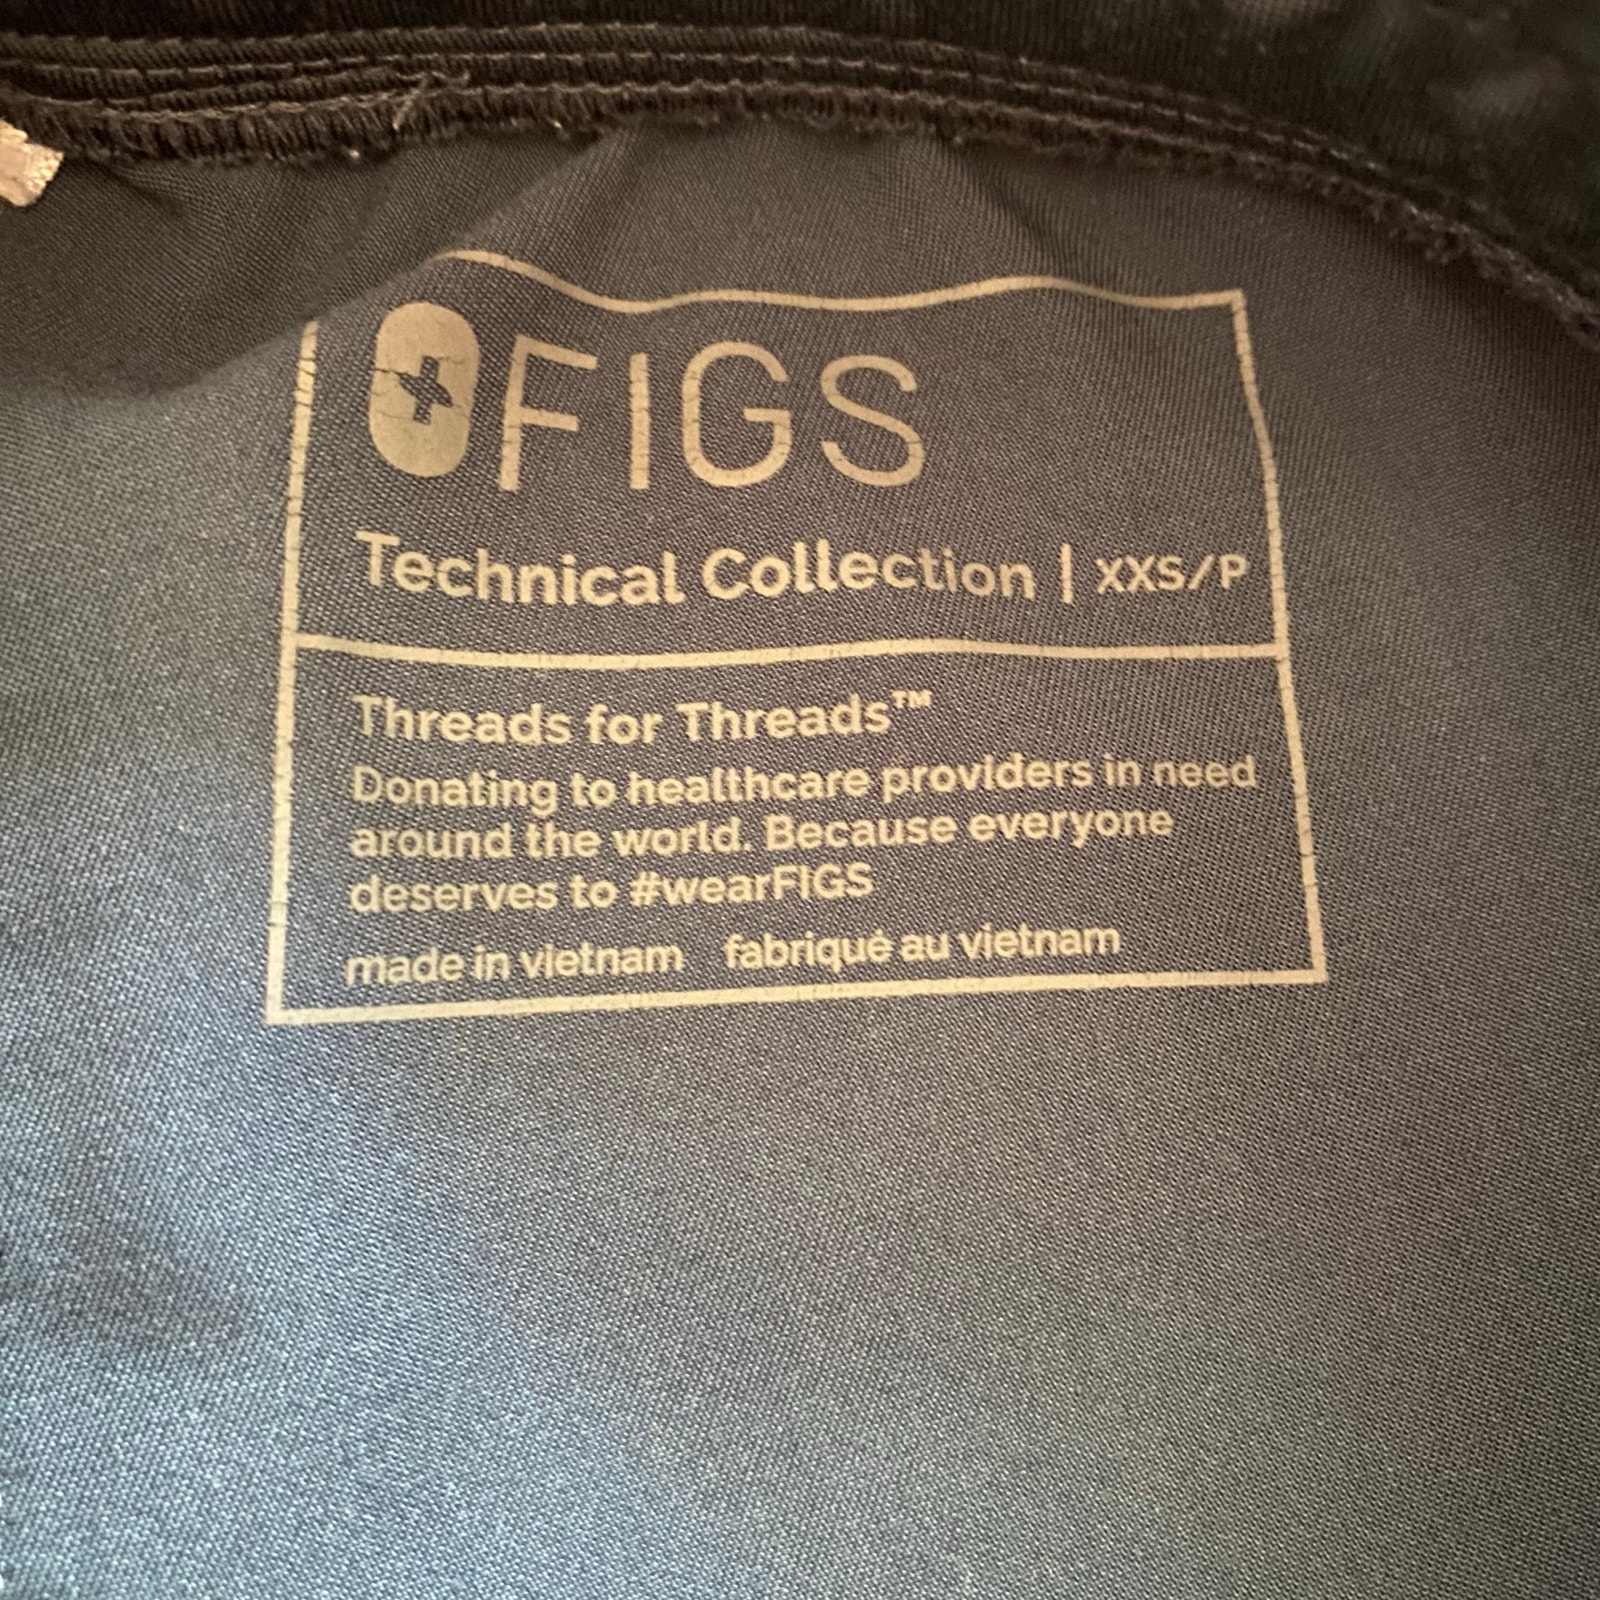 FIGS
Technical Collection | XXS/P
Threads for Threads™
Donating to healthcare providers in need
around the world. Because everyone
deserves to #wearFIGS
made in vietnam fabriqué au vietnam